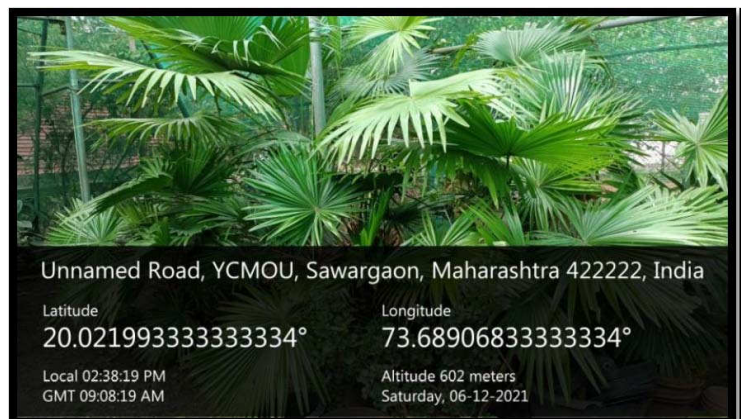 Unnamed Road, YCMOU, Sawargaon, Maharashtra 422222, India
Latitude
20.021993333333334°
Longitude
73.68906833333334°
Local 02:38:19 PM
GMT 09:08:19 AM
Altitude 602 meters
Saturday, 06-12-2021